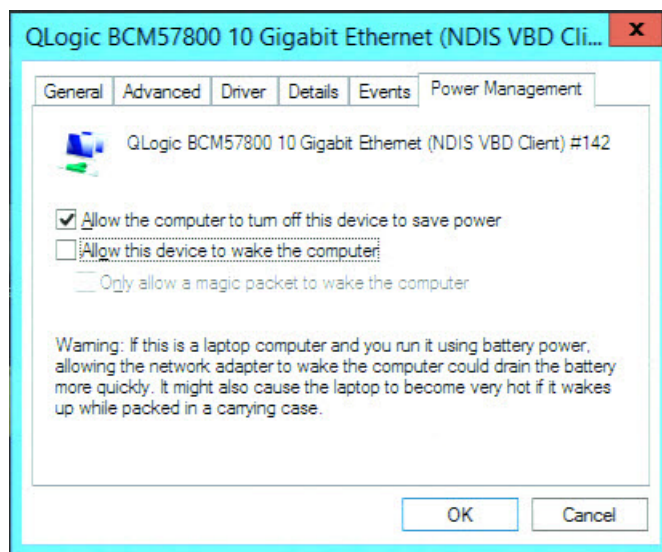 QLogic BCM57800 10 Gigabit Ethernet (NDIS VBD Cli...
x
General Advanced Driver Details Events Power Management
QLogic BCM57800 10 Gigabit Ethernet (NDIS VBD Client) #142
Allow the computer to turn off this device to save power
Allow this device to wake the computer
Only allow a magic packet to wake the computer
Warning: If this is a laptop computer and you run it using battery power,
allowing the network adapter to wake the computer could drain the battery
more quickly. It might also cause the laptop to become very hot if it wakes
up while packed in a carrying case.
OK Cancel